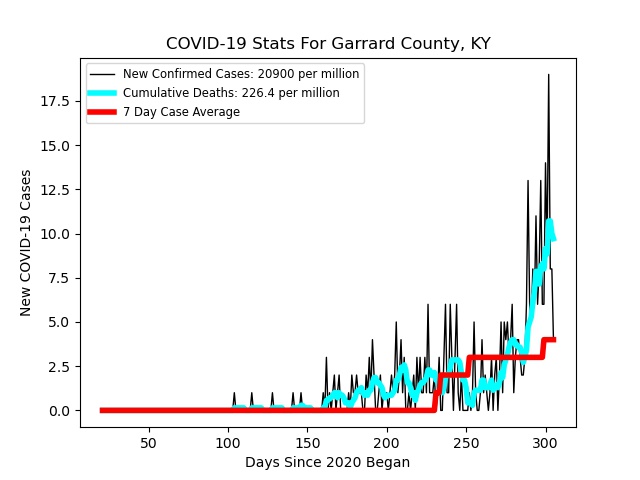 COVID-19 Stats For Garrard County, KY
New Confirmed Cases: 20900 per million
Cumulative Deaths: 226.4 per million
7 Day Case Average
17.5
15.0
12.5
10.0
7.5
5.0
2.5
0.0
New COVID-19 Cases
50 100 150 200 250 300
Days Since 2020 Began